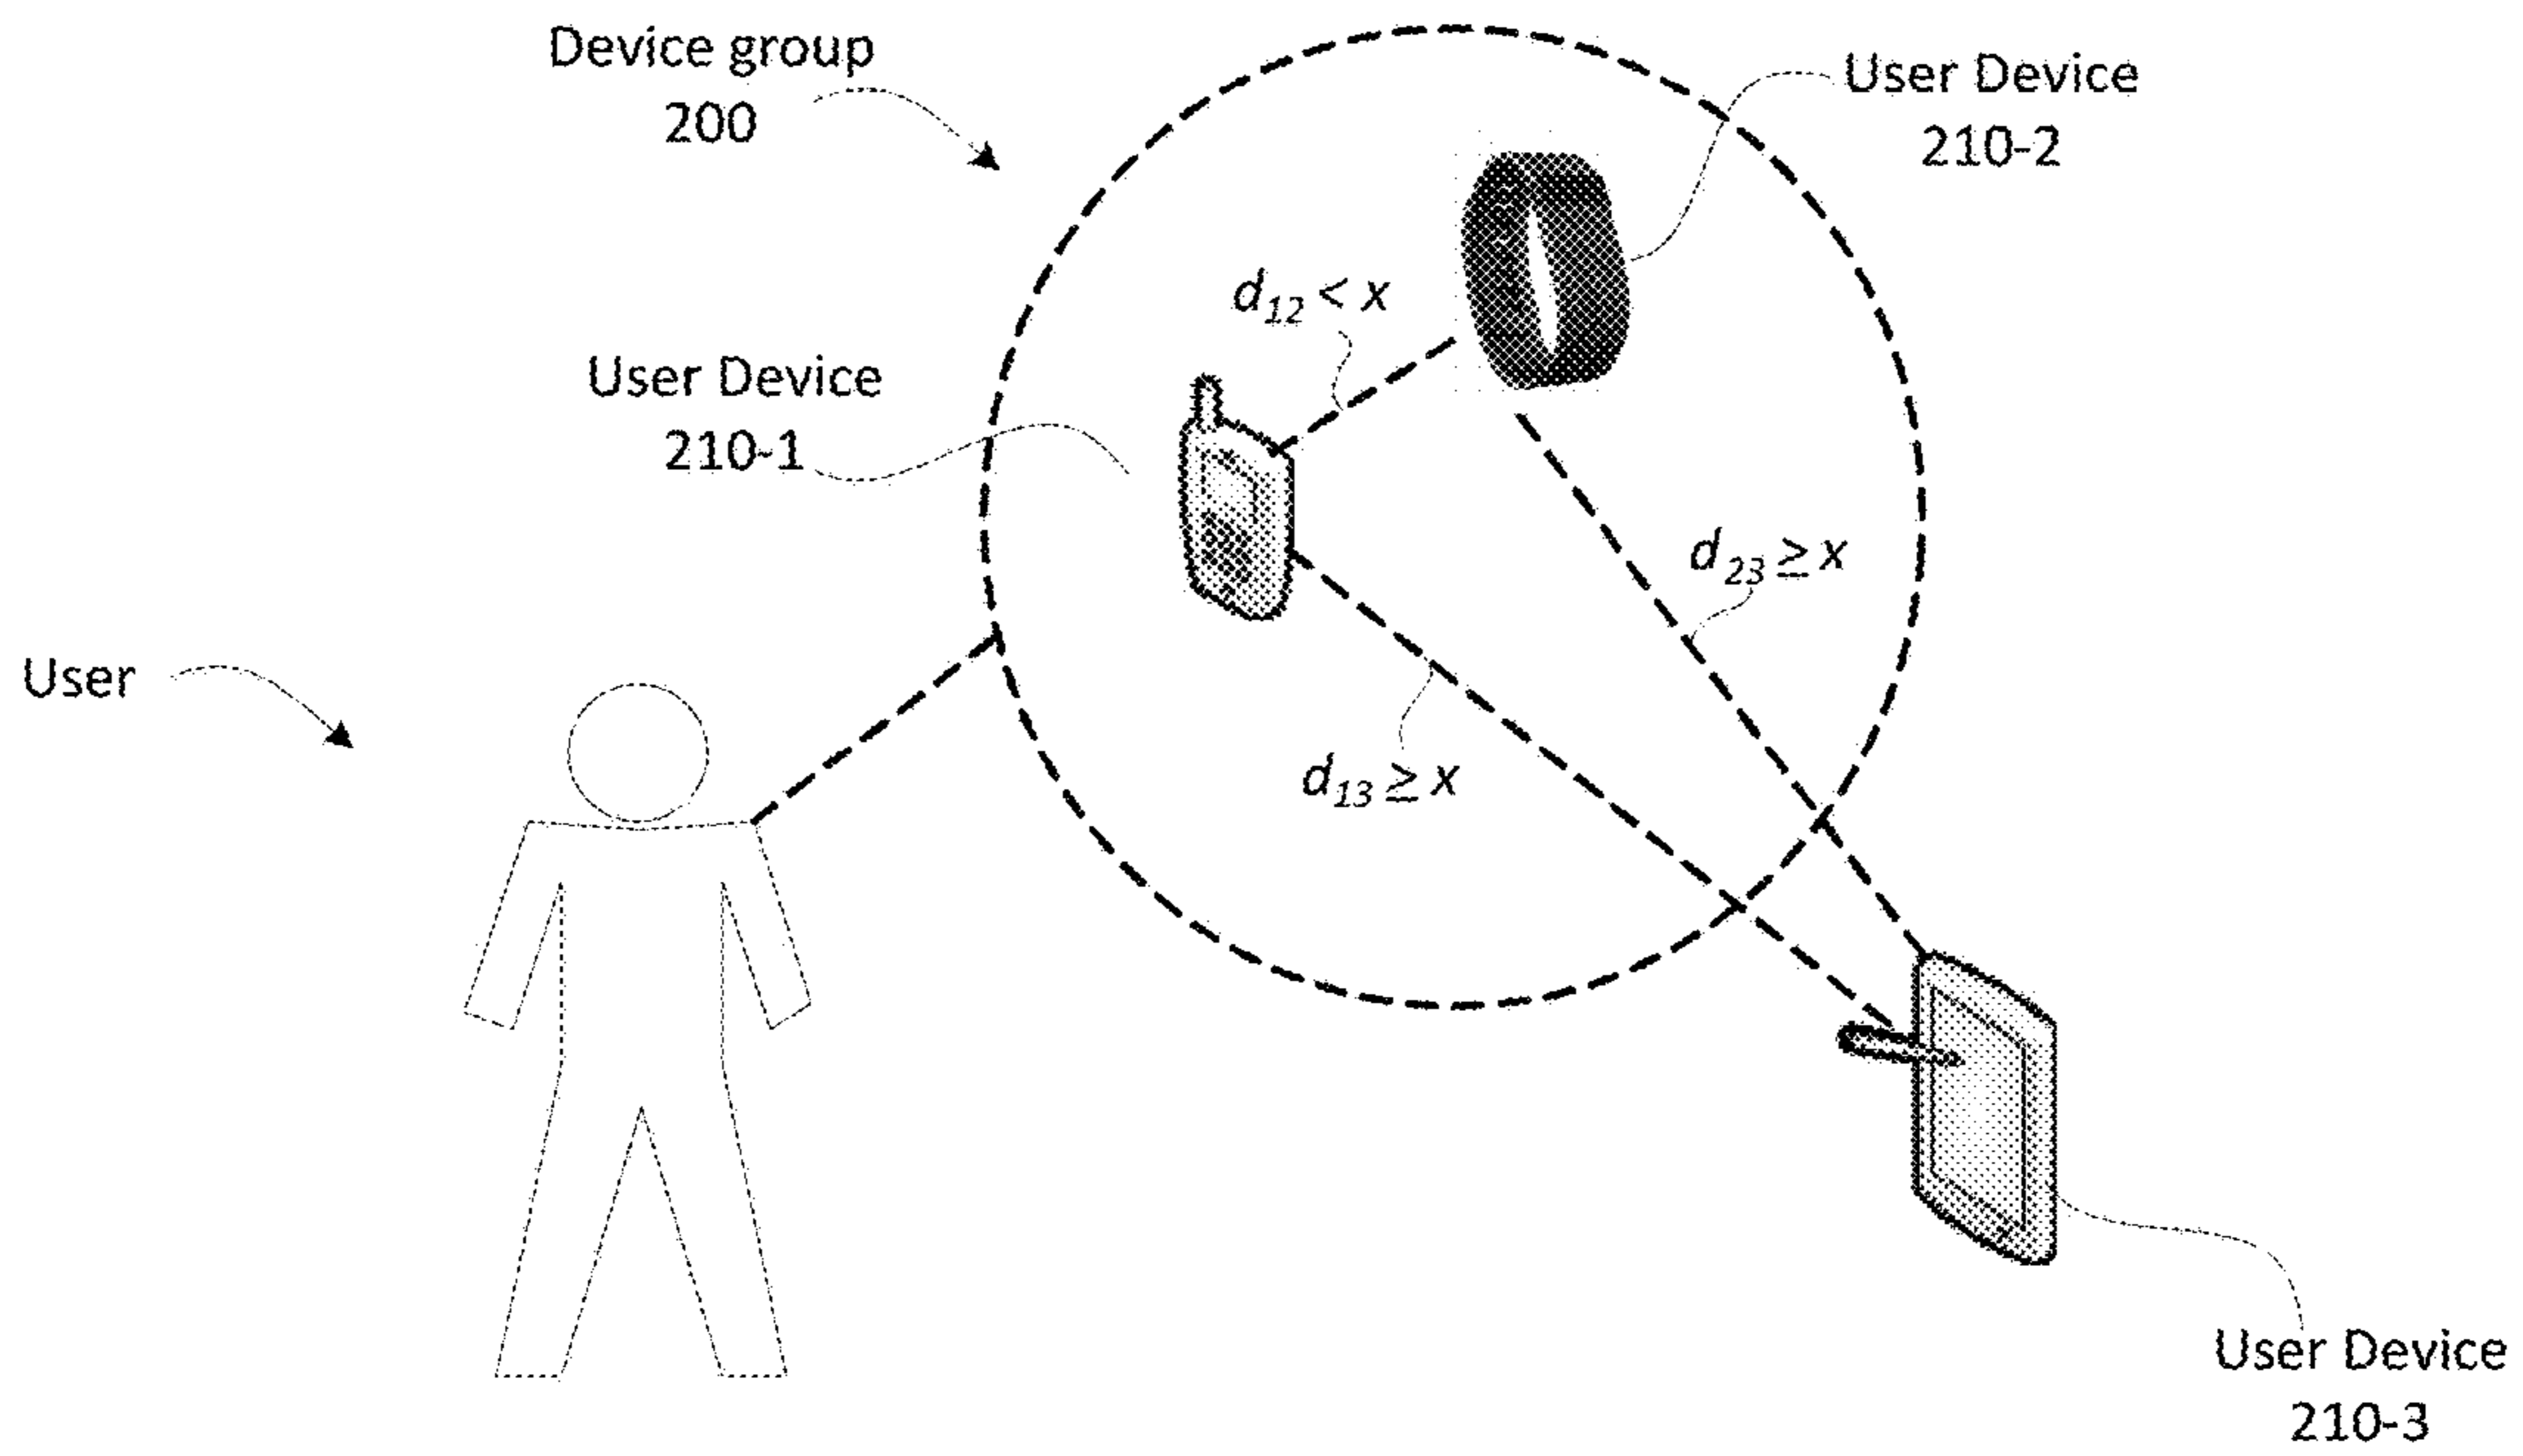 Device group
200
User Device
210-2
d12 < x
User Device
210-1
d23 ≥ x
User
d13 ≥ x
User Device
210-3